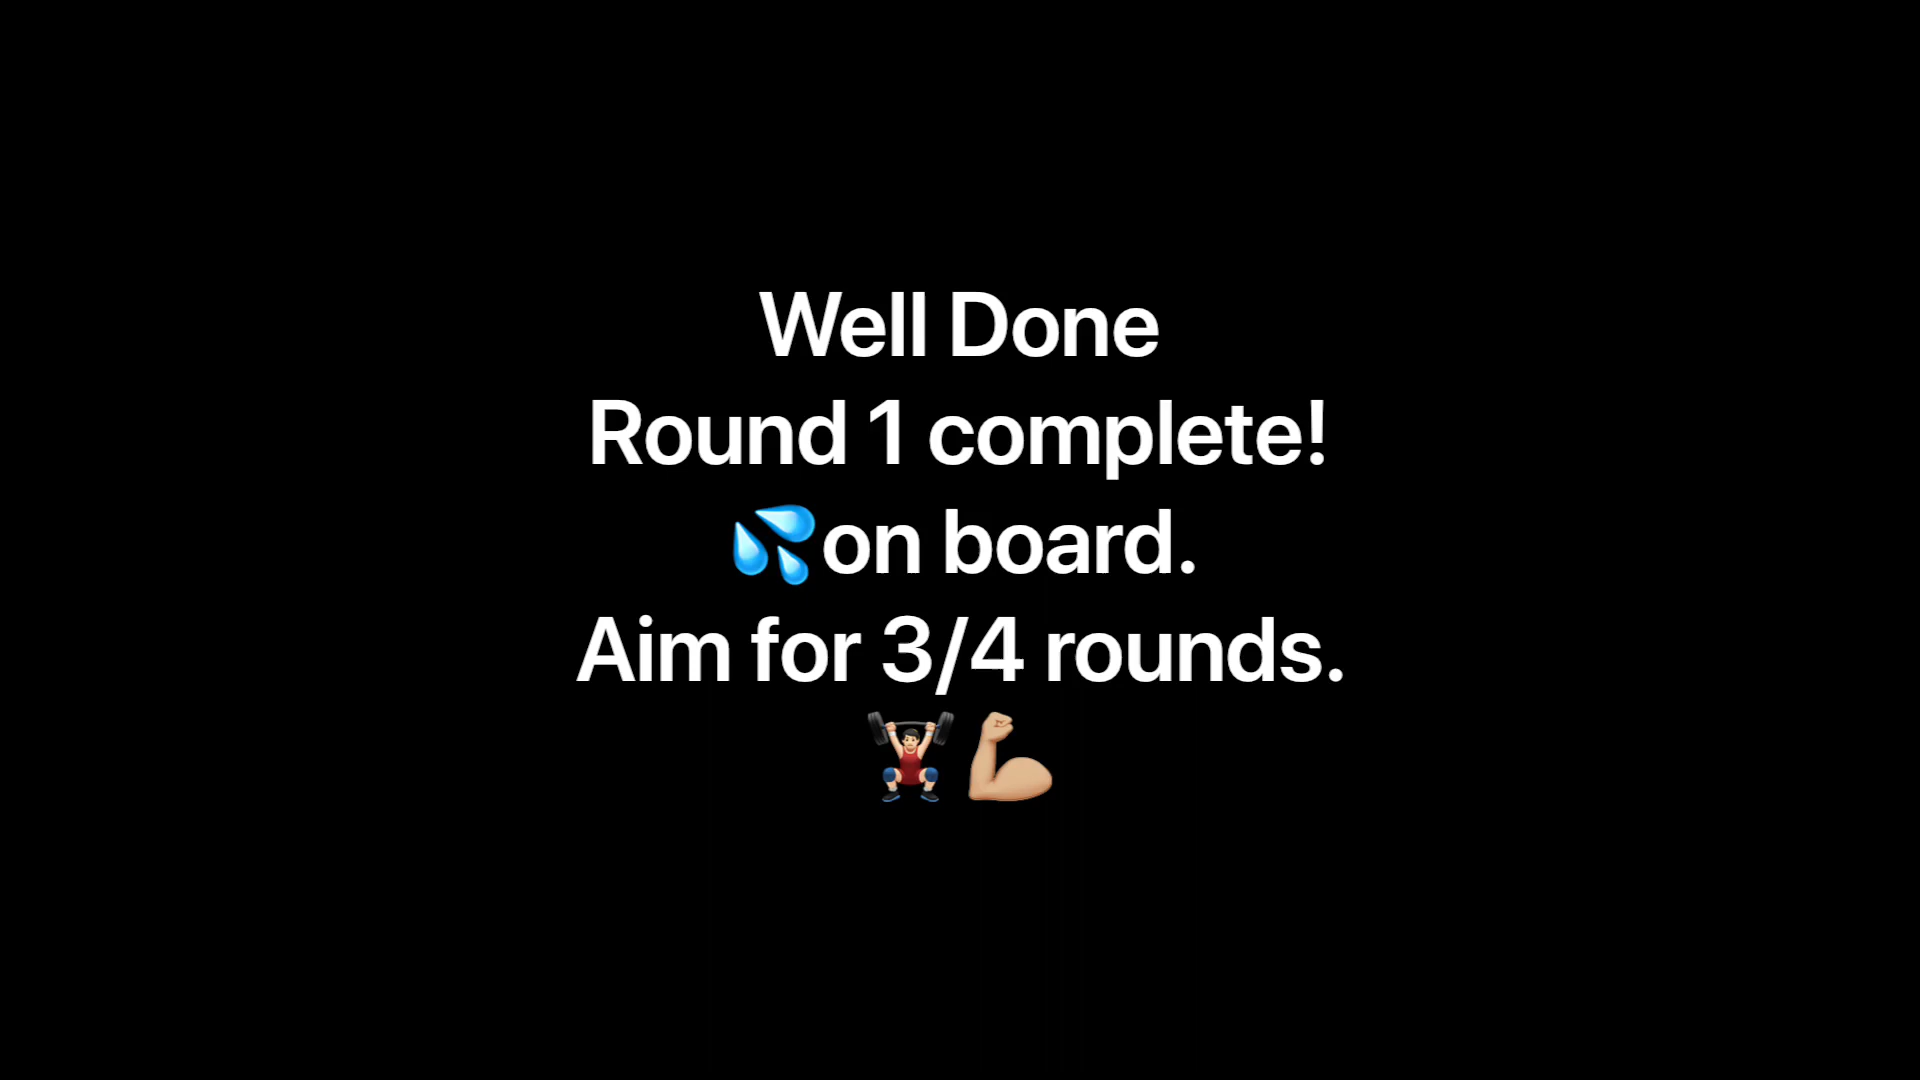 Well Done
Round 1 complete!
💦on board.
Aim for 3/4 rounds.
🏋🏻💪🏼